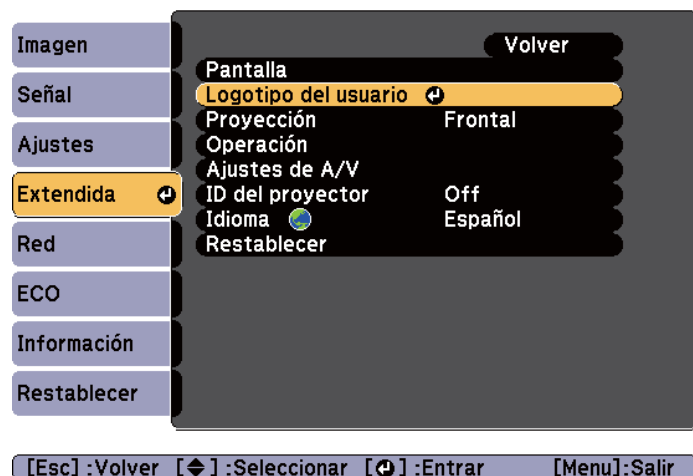 Imagen
Señal
Ajustes
Extendida
Red
ECO
Información
Restablecer
Volver
Pantalla
Logotipo del usuario
Proyección Frontal
Operación
Ajustes de A/V
ID del proyector Off
Idioma Español
Restablecer
[Esc] :Volver [◆] :Seleccionar [↵] :Entrar [Menu]:Salir